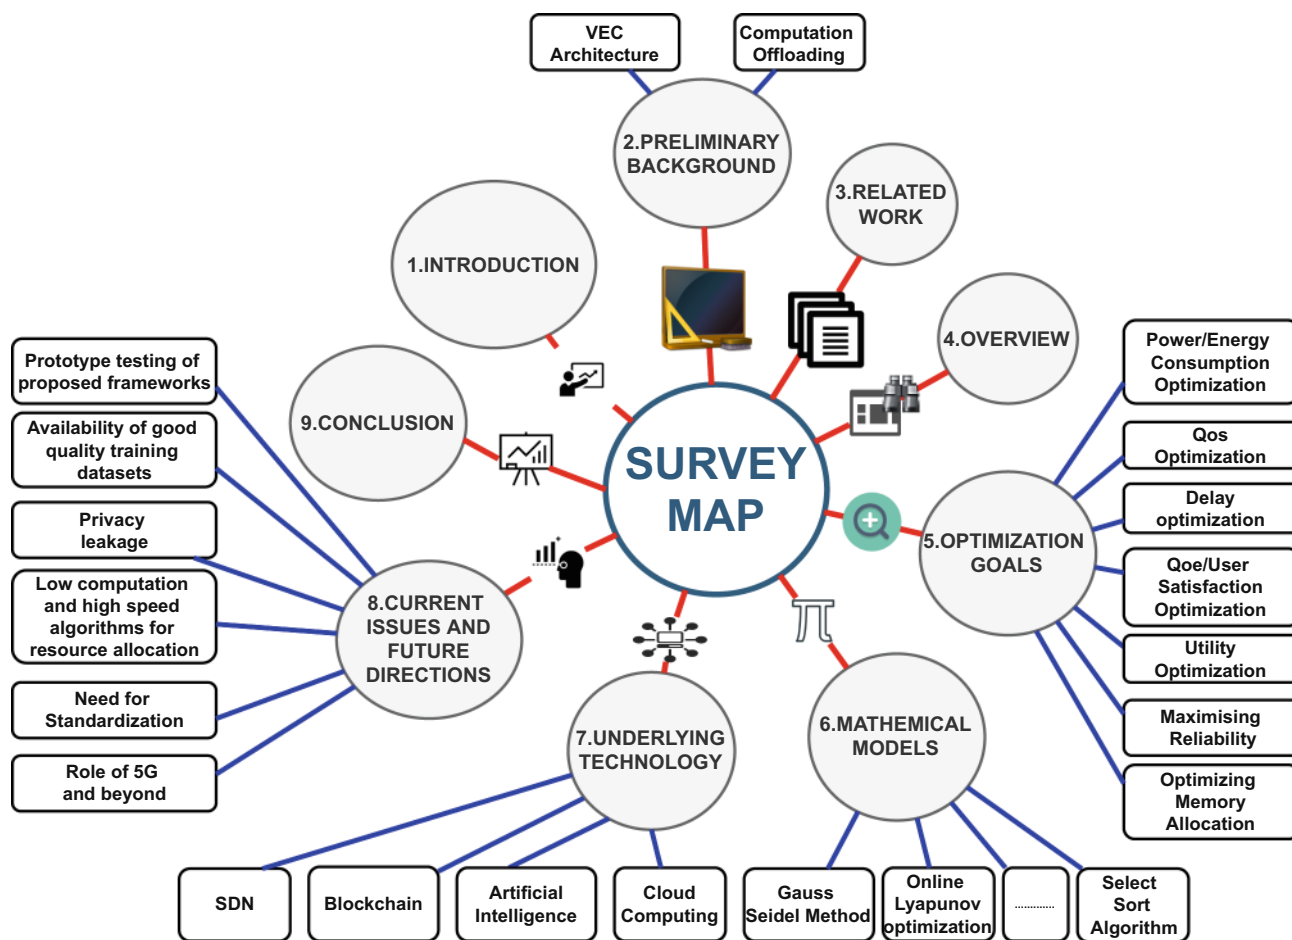 VEC
Architecture
Computation
Offloading
2.PRELIMINARY
BACKGROUND
3.RELATED
WORK
1.INTRODUCTION
4.OVERVIEW
9.CONCLUSION
SURVEY
MAP
5.OPTIMIZATION
GOALS
Power/Energy
Consumption
Optimization
Qos
Optimization
Delay
optimization
Qoe/User
Satisfaction
Optimization
Utility
Optimization
Maximising
Reliability
Optimizing
Memory
Allocation
Prototype testing of
proposed frameworks
Availability of good
quality training
datasets
Privacy
leakage
Low computation
and high speed
algorithms for
resource allocation
Need for
Standardization
Role of 5G
and beyond
8.CURRENT
ISSUES AND
FUTURE
DIRECTIONS
7.UNDERLYING
TECHNOLOGY
6.MATHEMICAL
MODELS
π
SDN
Blockchain
Artificial
Intelligence
Cloud
Computing
Gauss
Seidel Method
Online
Lyapunov
optimization
.............
Select
Sort
Algorithm